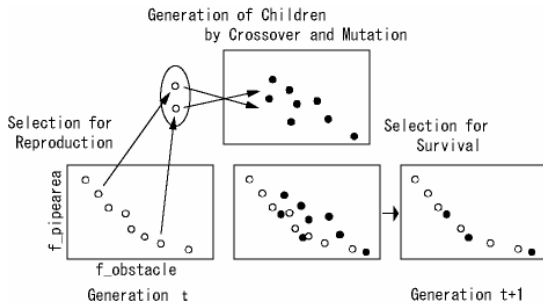 Generation of Children
by Crossover and Mutation
Selection for
Reproduction
Selection for
Survival
f_pipearea
f_obstacle
Generation t
Generation t+1